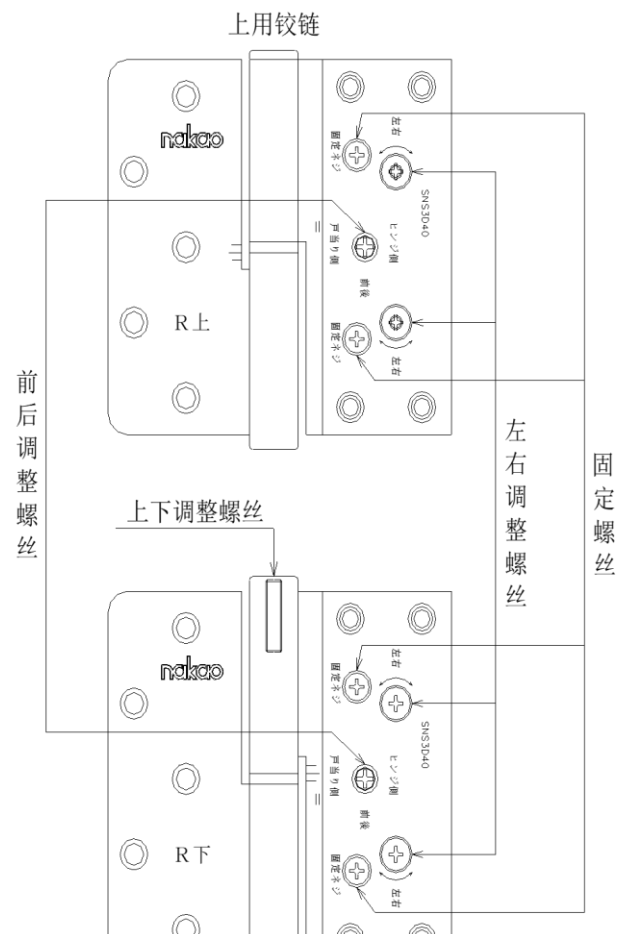 上用铰链
nakao
左右
固定ネジ
SNS3D40
ヒンジ側
戸当り側
前後
R上
固定ネジ
左右
前后调整螺丝
左右调整螺丝
固定螺丝
上下调整螺丝
nakao
左右
固定ネジ
SNS3D40
ヒンジ側
戸当り側
前後
R下
固定ネジ
左右